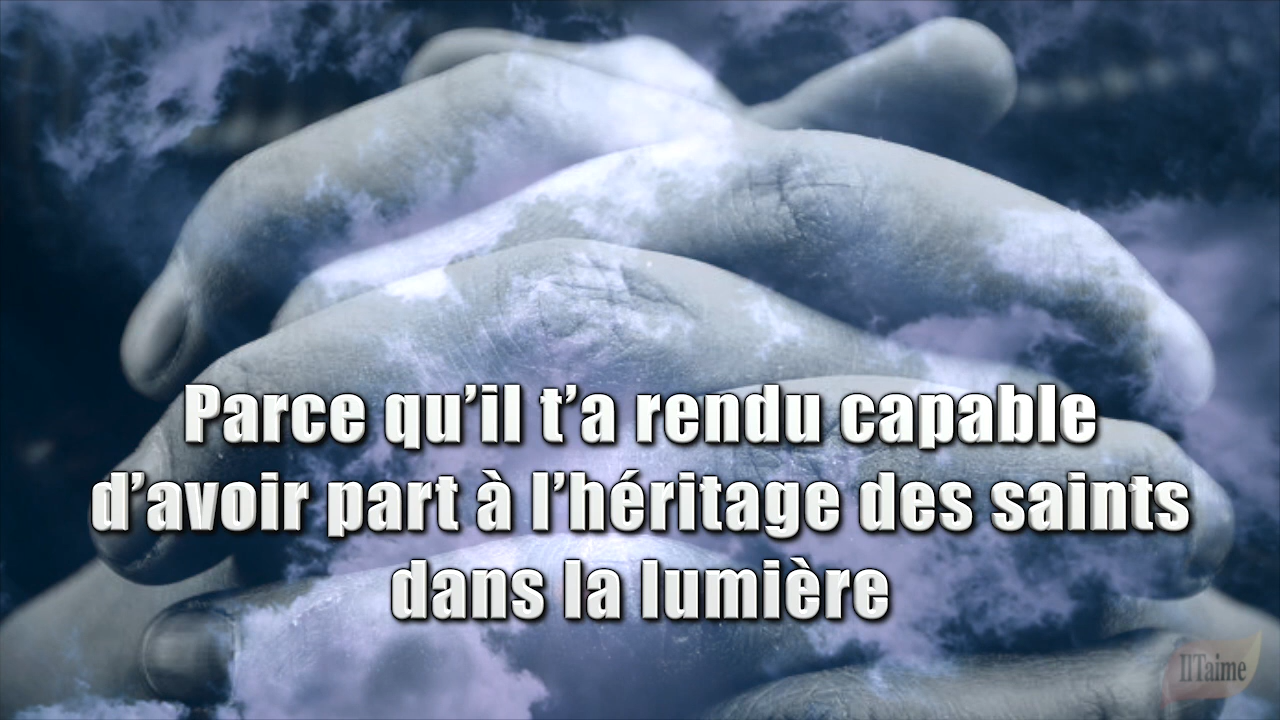 Parce qu’il t’a rendu capable
d’avoir part à l’héritage des saints
dans la lumière
IlTaime